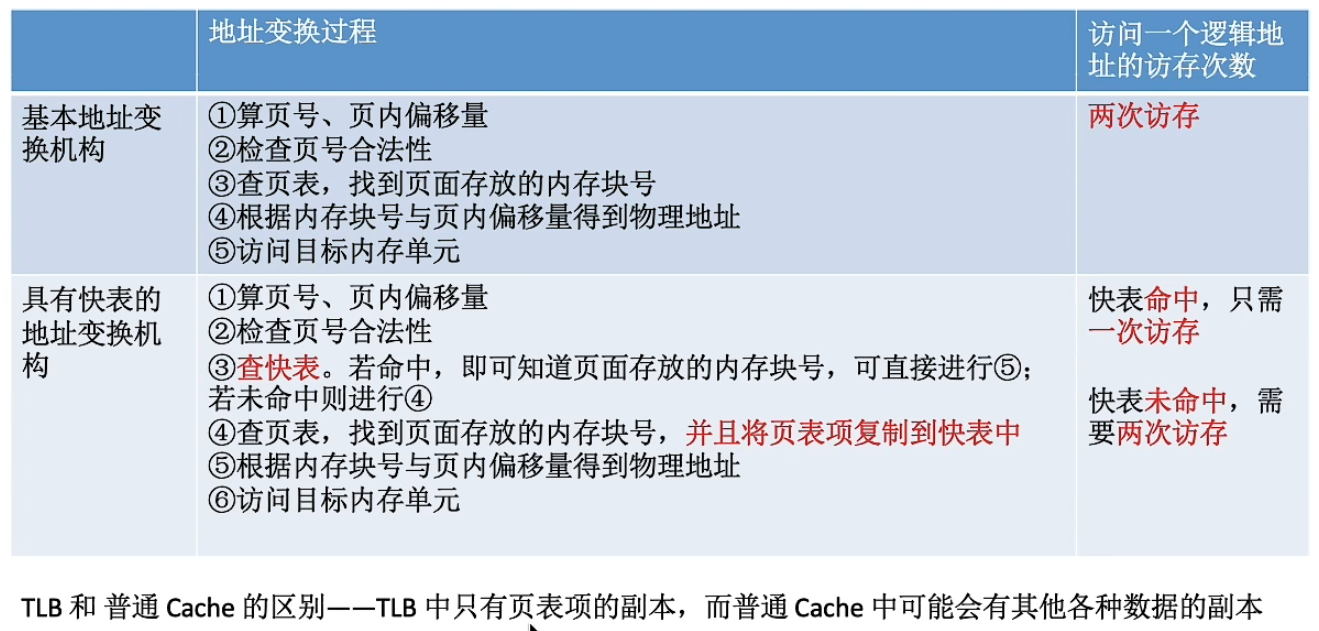 地址变换过程
访问一个逻辑地
址的访存次数
基本地址变
换机构
①算页号、页内偏移量
②检查页号合法性
③查页表，找到页面存放的内存块号
④根据内存块号与页内偏移量得到物理地址
⑤访问目标内存单元
两次访存
具有快表的
地址变换机
构
①算页号、页内偏移量
②检查页号合法性
③查快表。若命中，即可知道页面存放的内存块号，可直接进行⑤；
若未命中则进行④
④查页表，找到页面存放的内存块号，并且将页表项复制到快表中
⑤根据内存块号与页内偏移量得到物理地址
⑥访问目标内存单元
快表命中，只需
一次访存
快表未命中，需
要两次访存
TLB 和 普通 Cache 的区别——TLB 中只有页表项的副本，而普通 Cache 中可能会有其他各种数据的副本